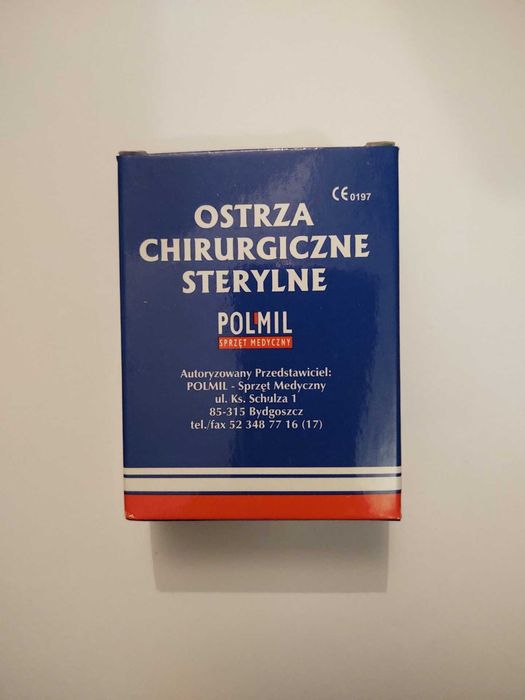 CE 0197
OSTRZA
CHIRURGICZNE
STERYLNE
POLMIL
SPRZĘT MEDYCZNY
Autoryzowany Przedstawiciel:
POLMIL - Sprzęt Medyczny
ul. Ks. Schulza 1
85-315 Bydgoszcz
tel./fax 52 348 77 16 (17)